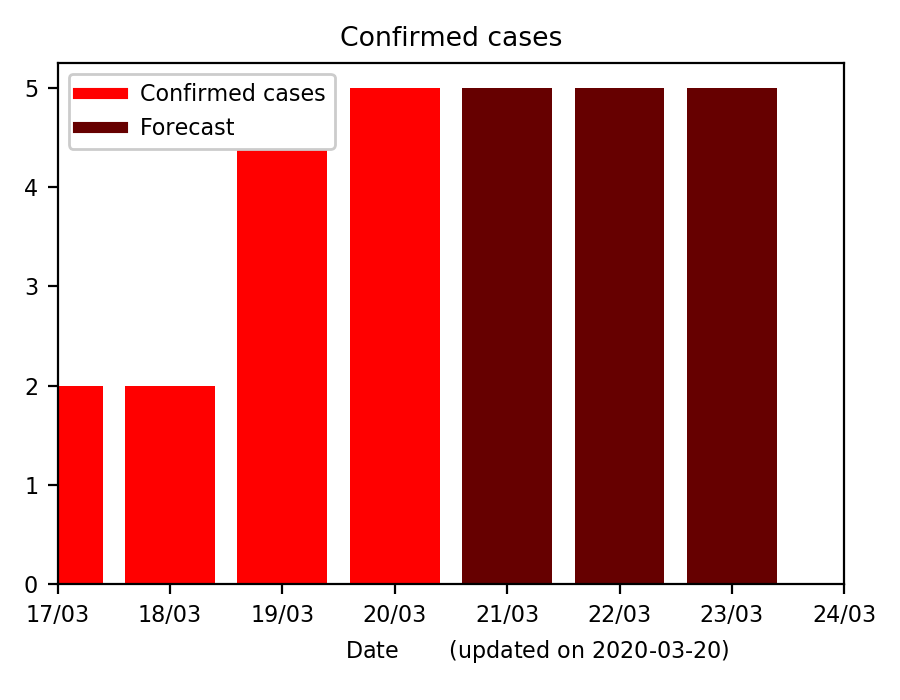 Confirmed cases
Confirmed cases
Forecast
5
4
3
2
1
0
17/03 18/03 19/03 20/03 21/03 22/03 23/03 24/03
Date (updated on 2020-03-20)